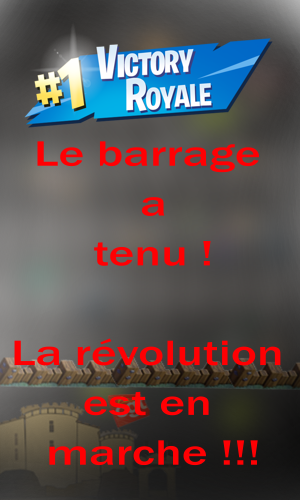 #1 VICTORY
ROYALE
Le barrage
a
tenu !
La révolution
est en
marche !!!